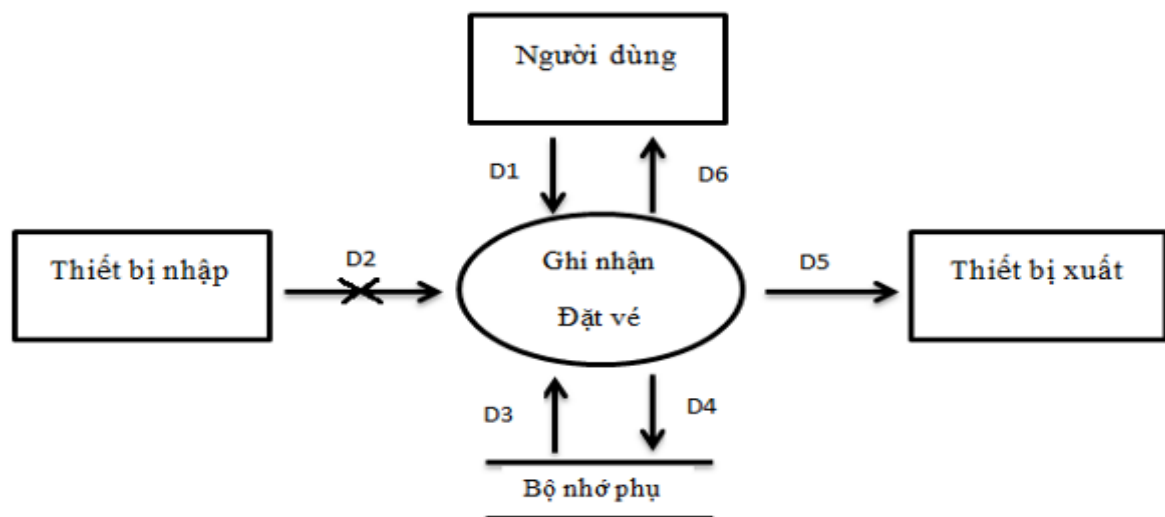 Người dùng
D1
D6
Thiết bị nhập
D2
Ghi nhận
Đặt vé
D5
Thiết bị xuất
D3
D4
Bộ nhớ phụ